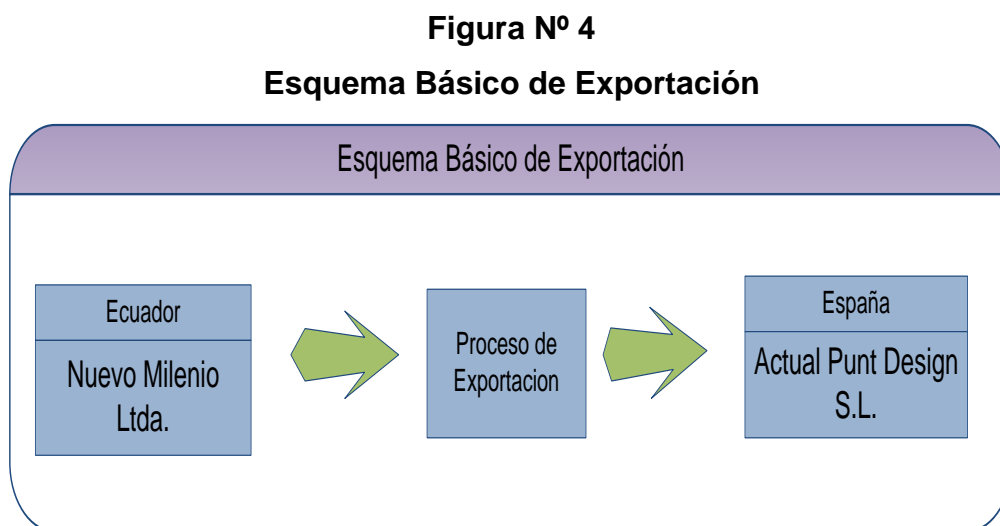 Figura Nº 4
Esquema Básico de Exportación
Esquema Básico de Exportación
Ecuador
Nuevo Milenio
Ltda.
Proceso de
Exportacion
España
Actual Punt Design
S.L.